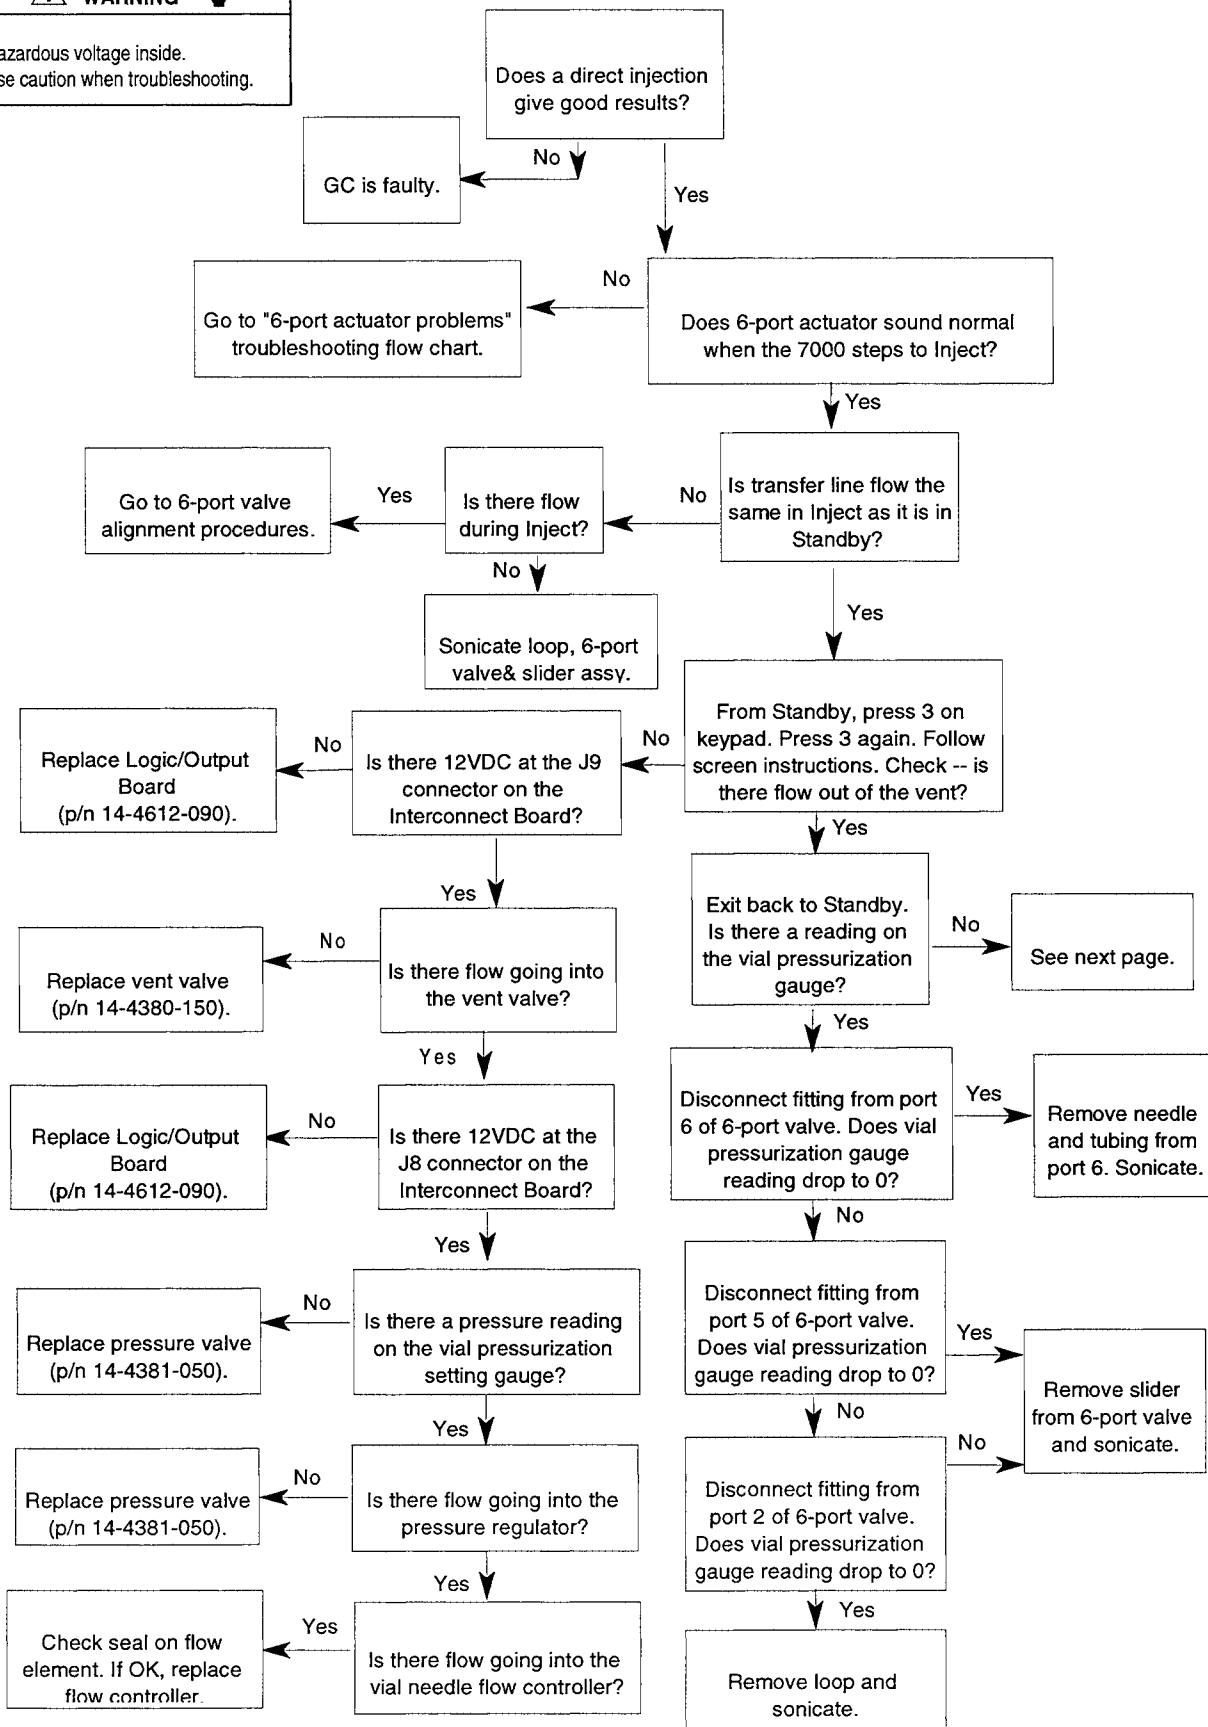 WARNING
azardous voltage inside.
se caution when troubleshooting.
Does a direct injection
give good results?
No
GC is faulty.
Yes
No
Go to "6-port actuator problems"
troubleshooting flow chart.
Does 6-port actuator sound normal
when the 7000 steps to Inject?
Yes
Go to 6-port valve
alignment procedures.
Yes
Is there flow
during Inject?
No
Is transfer line flow the
same in Inject as it is in
Standby?
No
Yes
Sonicate loop, 6-port
valve& slider assy.
From Standby, press 3 on
keypad. Press 3 again. Follow
screen instructions. Check -- is
there flow out of the vent?
No
Is there 12VDC at the J9
connector on the
Interconnect Board?
No
Replace Logic/Output
Board
(p/n 14-4612-090).
Yes
Yes
Exit back to Standby.
Is there a reading on
the vial pressurization
gauge?
No
See next page.
No
Replace vent valve
(p/n 14-4380-150).
Is there flow going into
the vent valve?
Yes
Yes
Disconnect fitting from port
6 of 6-port valve. Does vial
pressurization gauge
reading drop to 0?
Yes
Remove needle
and tubing from
port 6. Sonicate.
Replace Logic/Output
Board
(p/n 14-4612-090).
No
Is there 12VDC at the
J8 connector on the
Interconnect Board?
No
Yes
Disconnect fitting from
port 5 of 6-port valve.
Does vial pressurization
gauge reading drop to 0?
Yes
Remove slider
from 6-port valve
and sonicate.
No
Replace pressure valve
(p/n 14-4381-050).
Is there a pressure reading
on the vial pressurization
setting gauge?
Yes
No
No
Disconnect fitting from
port 2 of 6-port valve.
Does vial pressurization
gauge reading drop to 0?
No
Replace pressure valve
(p/n 14-4381-050).
Is there flow going into the
pressure regulator?
Yes
Yes
Check seal on flow
element. If OK, replace
flow controller.
Yes
Is there flow going into the
vial needle flow controller?
Remove loop and
sonicate.